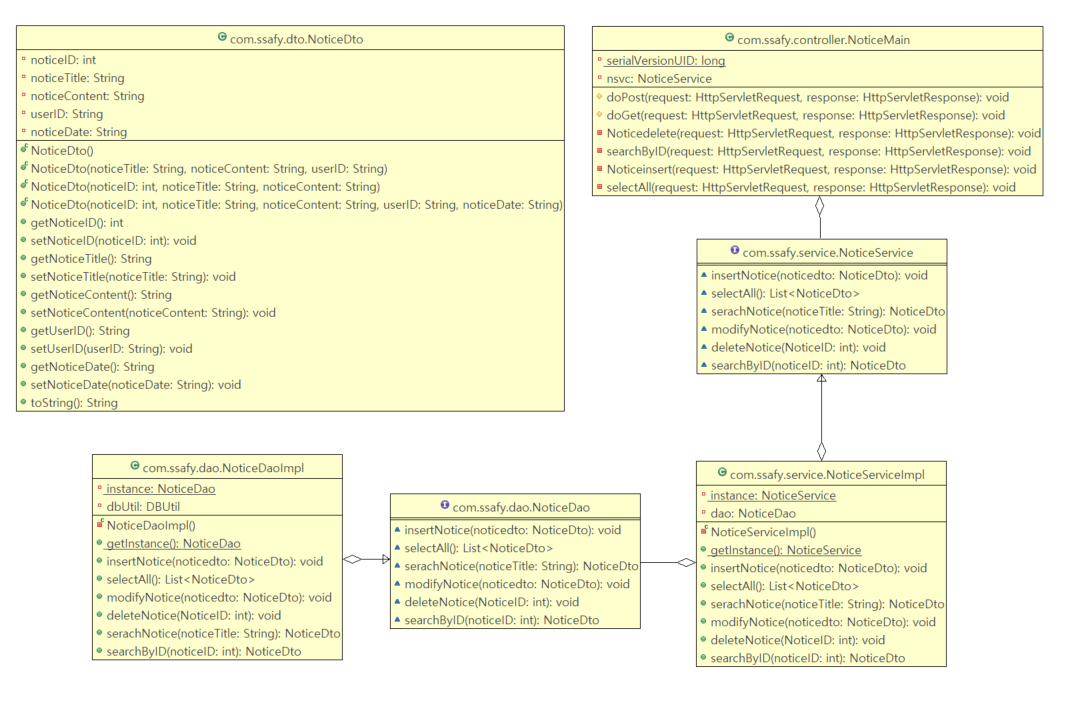 com.ssafy.dto.NoticeDto
noticeID: int
noticeTitle: String
noticeContent: String
userID: String
noticeDate: String
NoticeDto()
NoticeDto(noticeTitle: String, noticeContent: String, userID: String)
NoticeDto(noticeID: int, noticeTitle: String, noticeContent: String)
NoticeDto(noticeID: int, noticeTitle: String, noticeContent: String, userID: String, noticeDate: String)
getNoticeID(): int
setNoticeID(noticeID: int): void
getNoticeTitle(): String
setNoticeTitle(noticeTitle: String): void
getNoticeContent(): String
setNoticeContent(noticeContent: String): void
getUserID(): String
setUserID(userID: String): void
getNoticeDate(): String
setNoticeDate(noticeDate: String): void
toString(): String
com.ssafy.controller.NoticeMain
serialVersionUID: long
nsvc: NoticeService
doPost(request: HttpServletRequest, response: HttpServletResponse): void
doGet(request: HttpServletRequest, response: HttpServletResponse): void
Noticedelete(request: HttpServletRequest, response: HttpServletResponse): void
searchByID(request: HttpServletRequest, response: HttpServletResponse): void
Noticeinsert(request: HttpServletRequest, response: HttpServletResponse): void
selectAll(request: HttpServletRequest, response: HttpServletResponse): void
com.ssafy.service.NoticeService
insertNotice(noticedto: NoticeDto): void
selectAll(): List<NoticeDto>
serachNotice(noticeTitle: String): NoticeDto
modifyNotice(noticedto: NoticeDto): void
deleteNotice(NoticeID: int): void
searchByID(noticeID: int): NoticeDto
com.ssafy.dao.NoticeDaoImpl
instance: NoticeDao
dbUtil: DBUtil
NoticeDaoImpl()
getInstance(): NoticeDao
insertNotice(noticedto: NoticeDto): void
selectAll(): List<NoticeDto>
modifyNotice(noticedto: NoticeDto): void
deleteNotice(NoticeID: int): void
serachNotice(noticeTitle: String): NoticeDto
searchByID(noticeID: int): NoticeDto
com.ssafy.dao.NoticeDao
insertNotice(noticedto: NoticeDto): void
selectAll(): List<NoticeDto>
serachNotice(noticeTitle: String): NoticeDto
modifyNotice(noticedto: NoticeDto): void
deleteNotice(NoticeID: int): void
searchByID(noticeID: int): NoticeDto
com.ssafy.service.NoticeServiceImpl
instance: NoticeService
dao: NoticeDao
NoticeServiceImpl()
getInstance(): NoticeService
insertNotice(noticedto: NoticeDto): void
selectAll(): List<NoticeDto>
serachNotice(noticeTitle: String): NoticeDto
modifyNotice(noticedto: NoticeDto): void
deleteNotice(NoticeID: int): void
searchByID(noticeID: int): NoticeDto